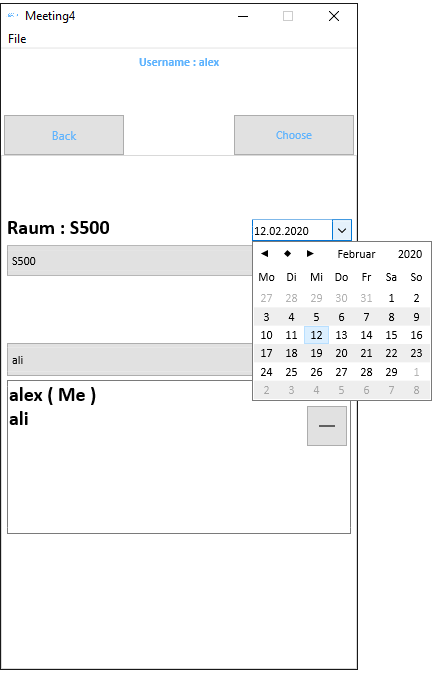 Meeting4
File
Username : alex
Back Choose
Raum : S500
12.02.2020
S500
Februar 2020
Mo Di Mi Do Fr Sa So
27 28 29 30 31 1 2
3 4 5 6 7 8 9
10 11 12 13 14 15 16
17 18 19 20 21 22 23
24 25 26 27 28 29 1
2 3 4 5 6 7 8
ali
alex ( Me )
ali